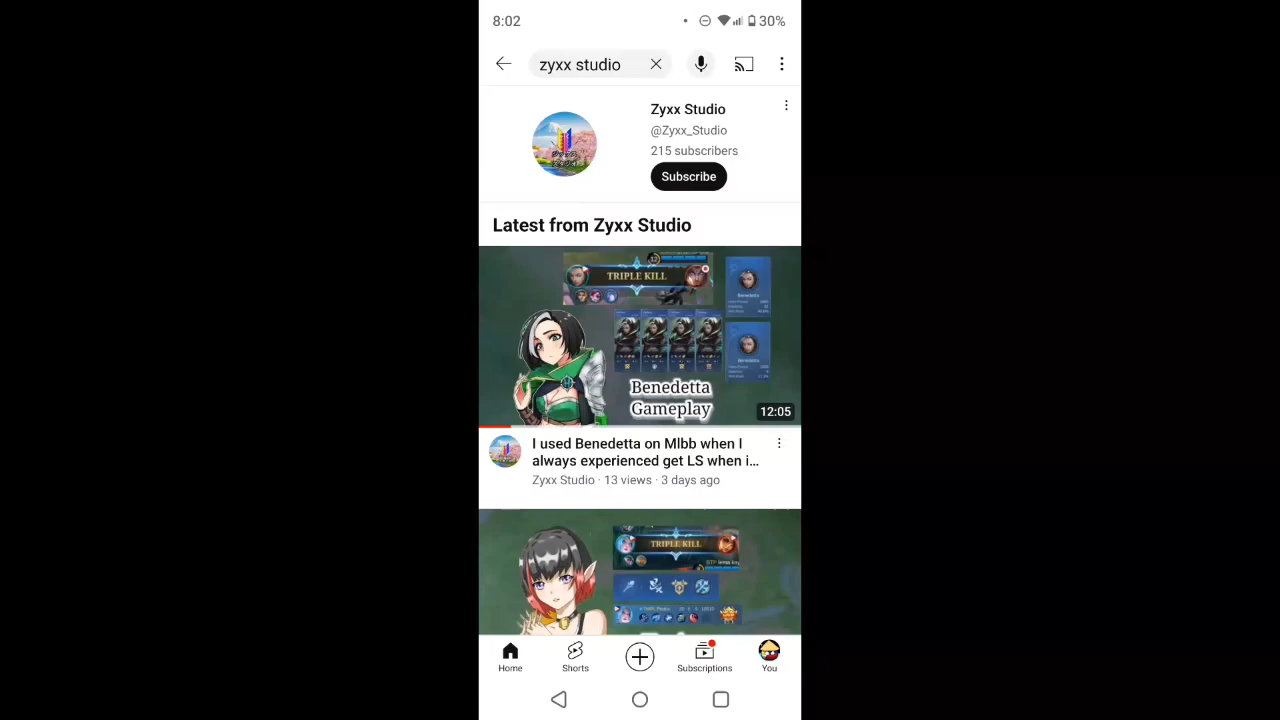 8:02
30%
zyxx studio
Zyxx Studio
@Zyxx_Studio
215 subscribers
Subscribe
Latest from Zyxx Studio
TRIPLE KILL
Benedetta
Benedetta
Benedetta
Gameplay
12:05
I used Benedetta on Mlbb when I
always experienced get LS when i...
Zyxx Studio · 13 views · 3 days ago
TRIPLE KILL
Home
Shorts
Subscriptions
You